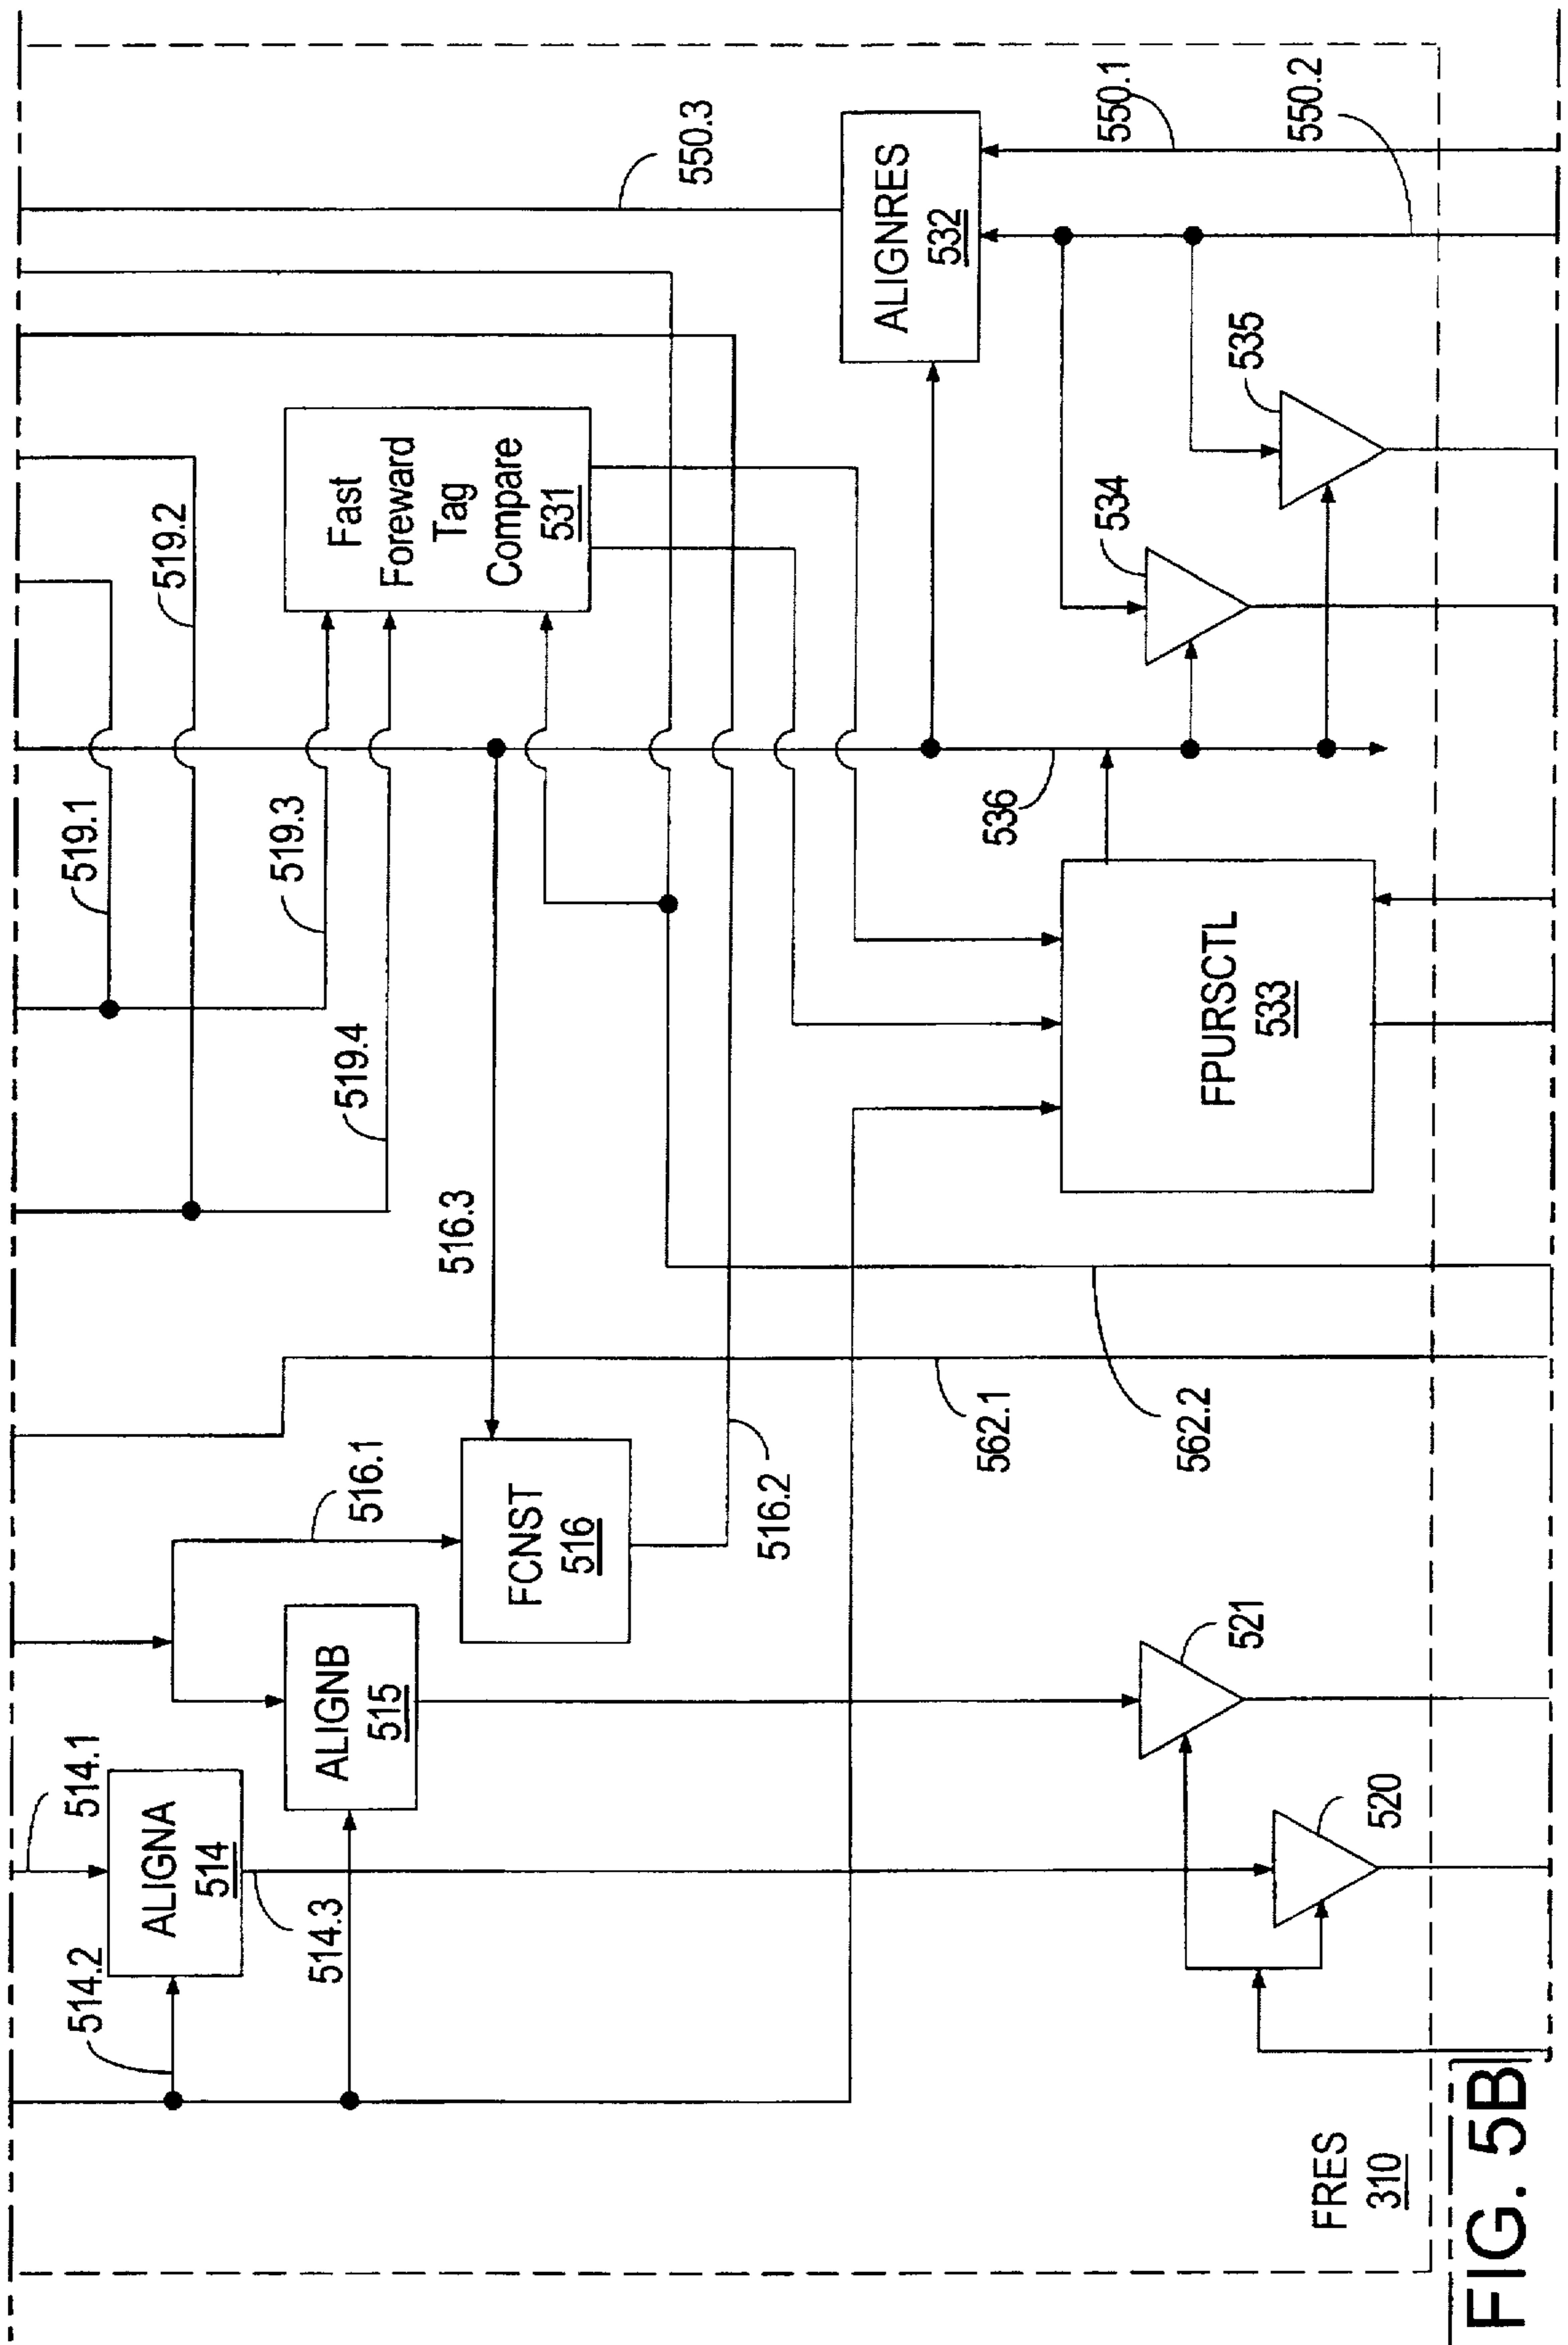 514.1
514.2
ALIGNA
514
514.3
ALIGNB
515
516.1
FCNST
516
516.2
516.3
519.1
519.2
519.3
519.4
Fast
Foreward
Tag
Compare
531
550.3
ALIGNRES
532
550.1
550.2
534
535
536
FPURSCTL
533
562.1
562.2
521
520
FRES
310
FIG. 5B